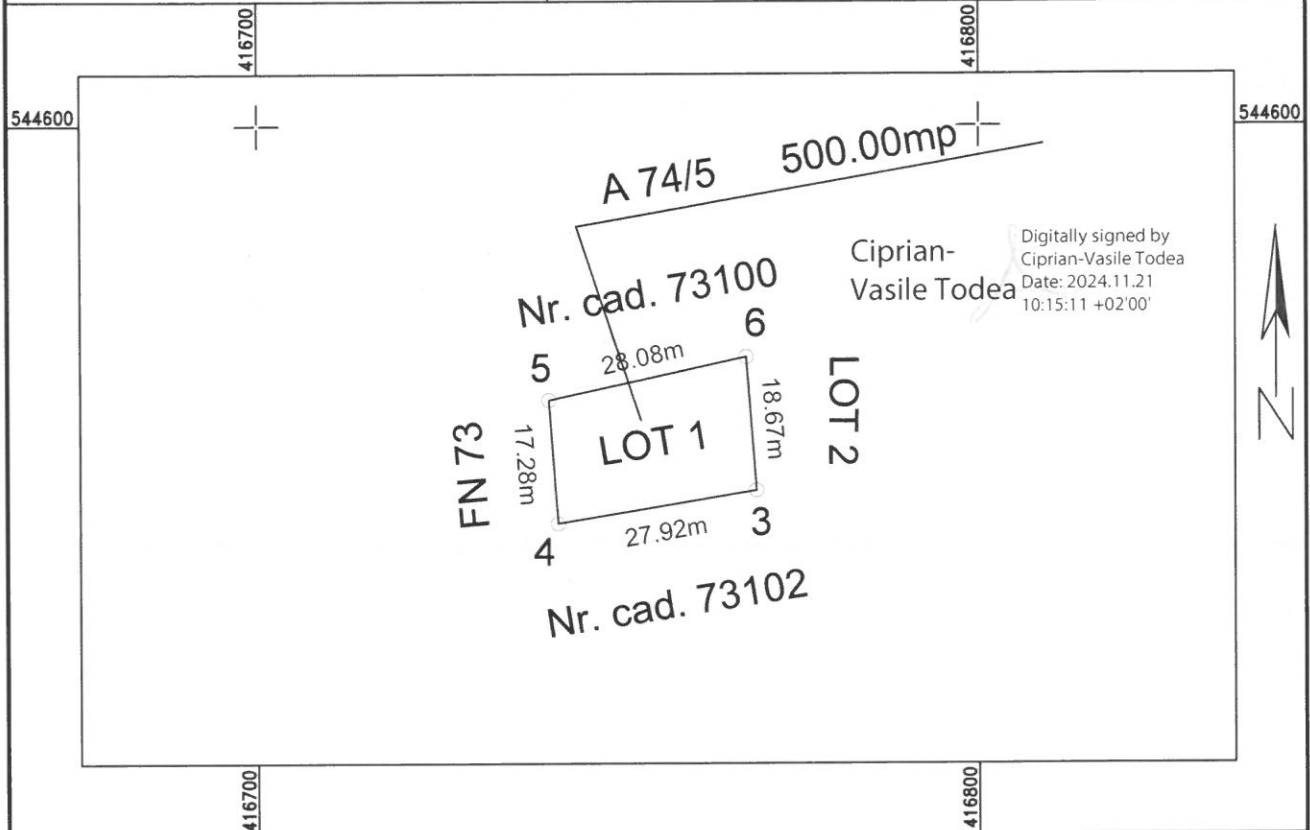 416700
416800
544600
544600
A 74/5 500.00mp
Ciprian-
Vasile Todea
Digitally signed by
Ciprian-Vasile Todea
Date: 2024.11.21
10:15:11 +02'00'
Nr. cad. 73100
6
28.08m
5
LOT 2
18.67m
LOT 1
FN 73
17.28m
N
27.92m
3
4
Nr. cad. 73102
416700
416800